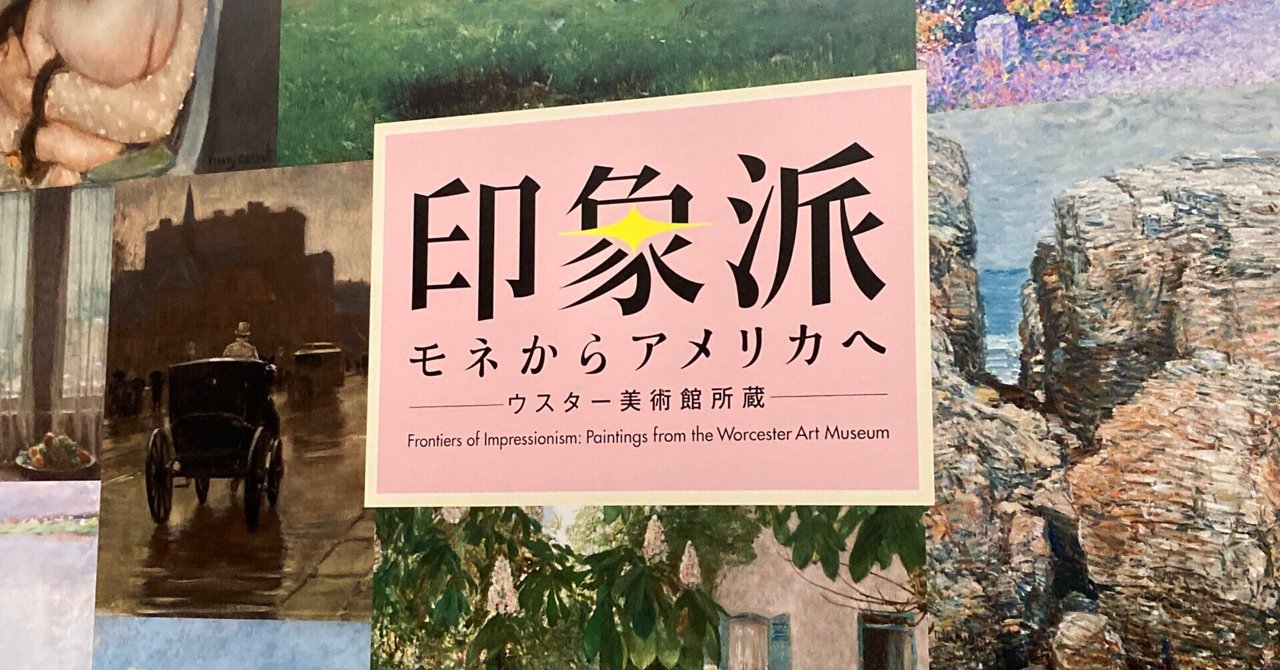 印象派
モネからアメリカへ
ウスター美術館所蔵
Frontiers of Impressionism: Paintings from the Worcester Art Museum